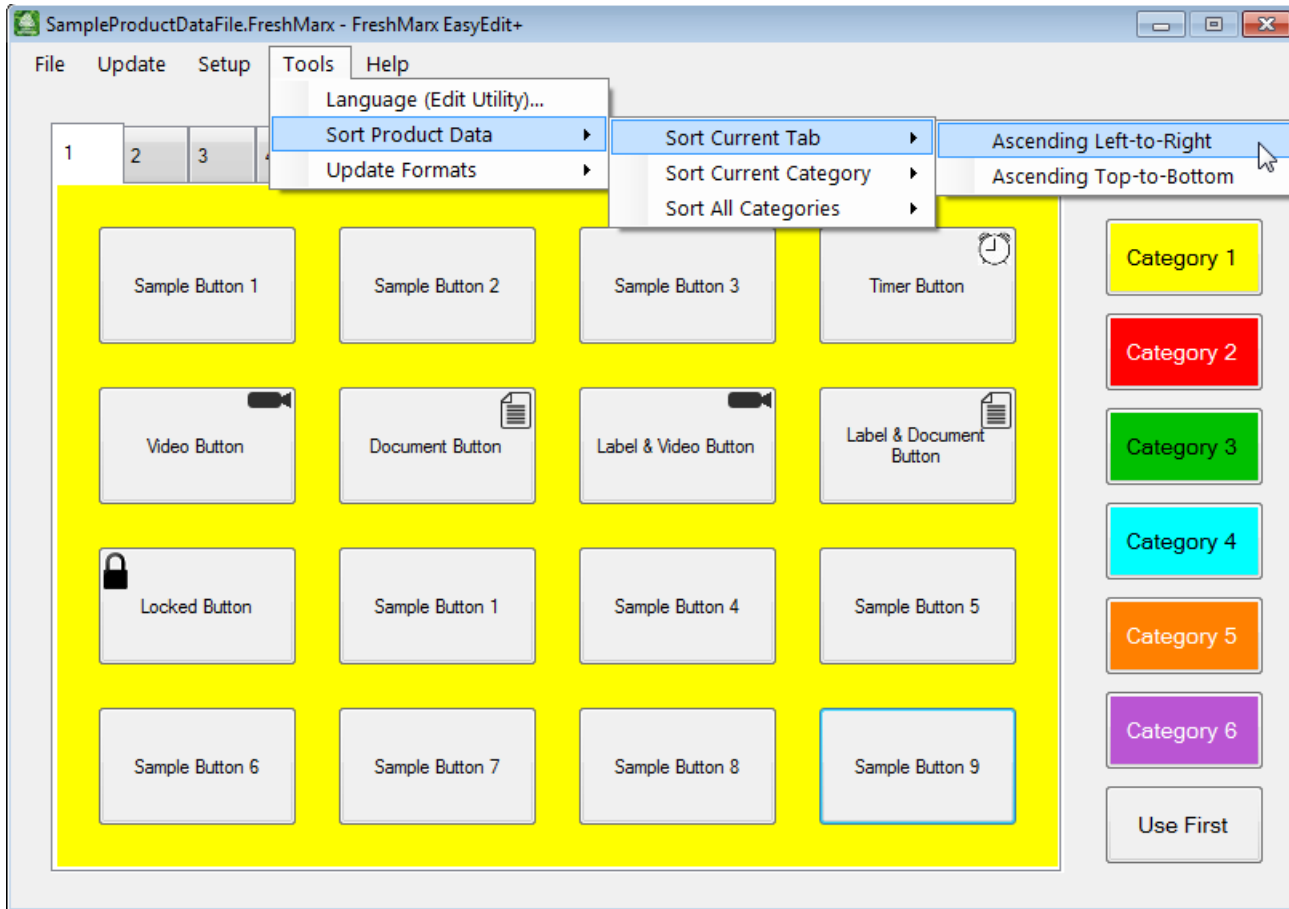 SampleProductDataFile.FreshMarx - FreshMarx EasyEdit+
File Update Setup Tools Help
Language (Edit Utility)...
Sort Product Data
Update Formats
Sort Current Tab
Sort Current Category
Sort All Categories
Ascending Left-to-Right
Ascending Top-to-Bottom
1 2 3
Sample Button 1
Sample Button 2
Sample Button 3
Timer Button
Video Button
Document Button
Label & Video Button
Label & Document
Button
Locked Button
Sample Button 1
Sample Button 4
Sample Button 5
Sample Button 6
Sample Button 7
Sample Button 8
Sample Button 9
Category 1
Category 2
Category 3
Category 4
Category 5
Category 6
Use First